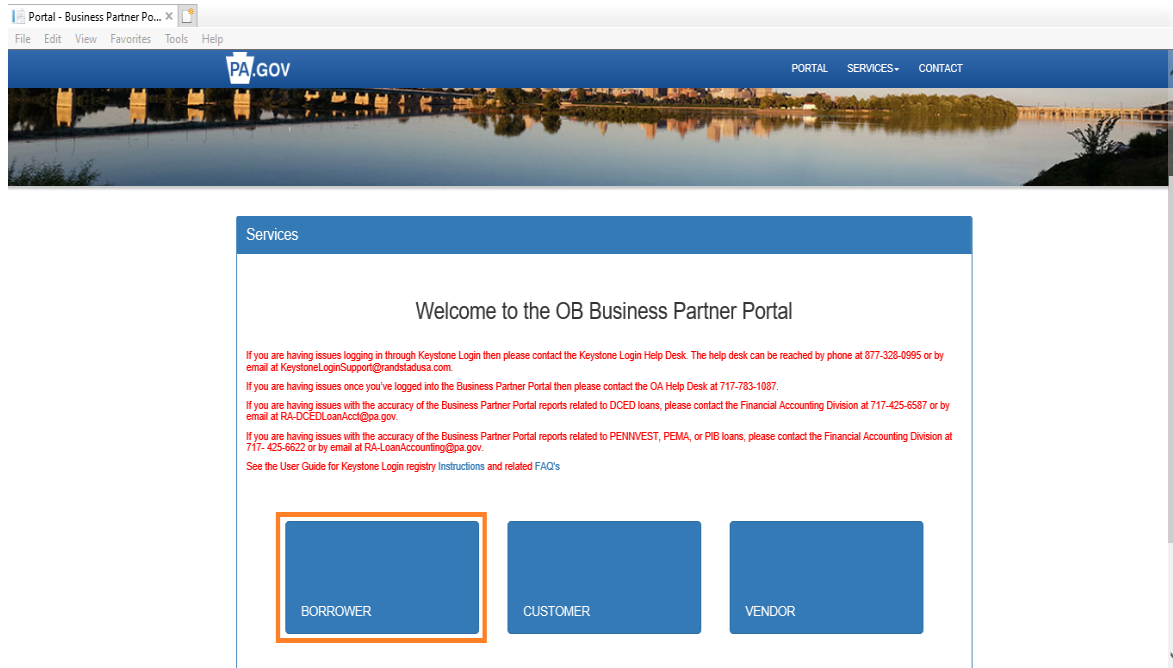 Portal - Business Partner Po... ×
File Edit View Favorites Tools Help
PA.GOV
PORTAL SERVICES CONTACT
Services
Welcome to the OB Business Partner Portal
If you are having issues logging in through Keystone Login then please contact the Keystone Login Help Desk. The help desk can be reached by phone at 877-328-0995 or by
email at KeystoneLoginSupport@randstadusa.com.
If you are having issues once you've logged into the Business Partner Portal then please contact the OA Help Desk at 717-783-1087.
If you are having issues with the accuracy of the Business Partner Portal reports related to DCED loans, please contact the Financial Accounting Division at 717-425-6587 or by
email at RA-DCEDLoanAcct@pa.gov.
If you are having issues with the accuracy of the Business Partner Portal reports related to PENNVEST, PEMA, or PIB loans, please contact the Financial Accounting Division at
717- 425-6622 or by email at RA-LoanAccounting@pa.gov.
See the User Guide for Keystone Login registry Instructions and related FAQ's
BORROWER
CUSTOMER
VENDOR